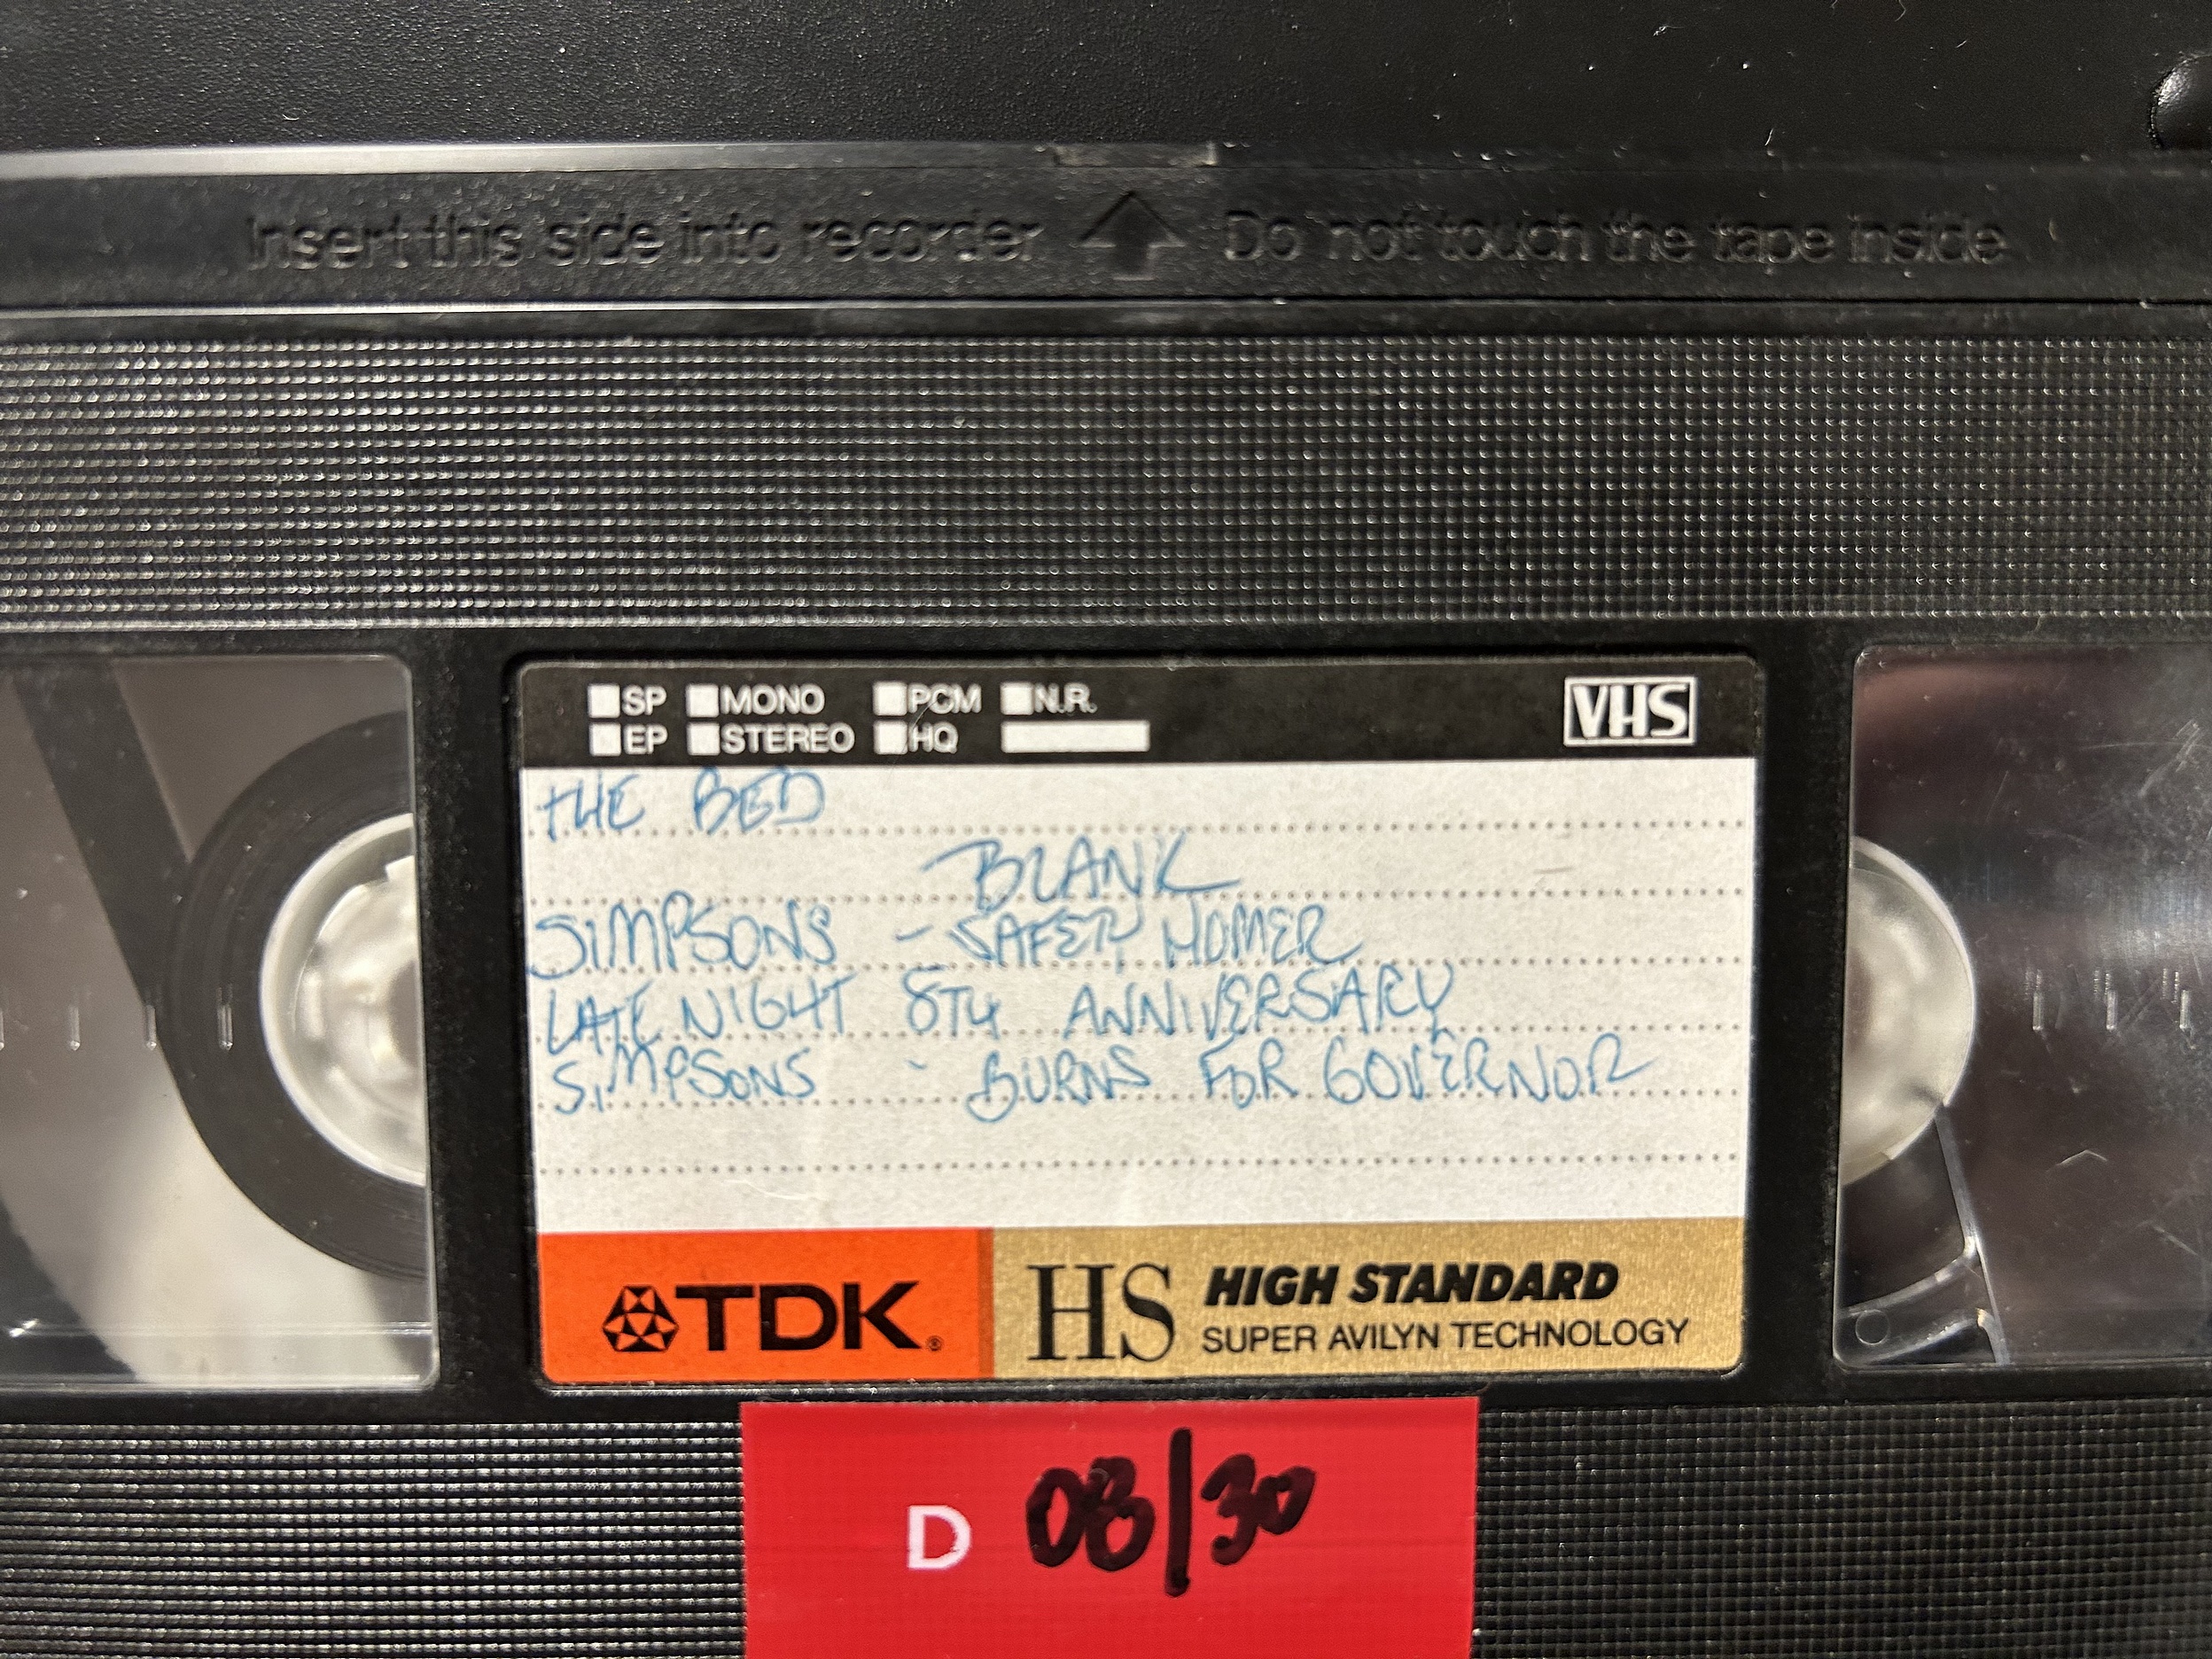 Insert this side into recorder Do not touch the tape inside
SP MONO PCM N.R.
EP STEREO HQ
VHS
THE BED
BLANK
SIMPSONS - SAFER, HOMER
LATE NIGHT 8TH ANNIVERSARY
SIMPSONS - BURNS FOR GOVERNOR
TDK®
HS HIGH STANDARD
SUPER AVILYN TECHNOLOGY
D 08/30